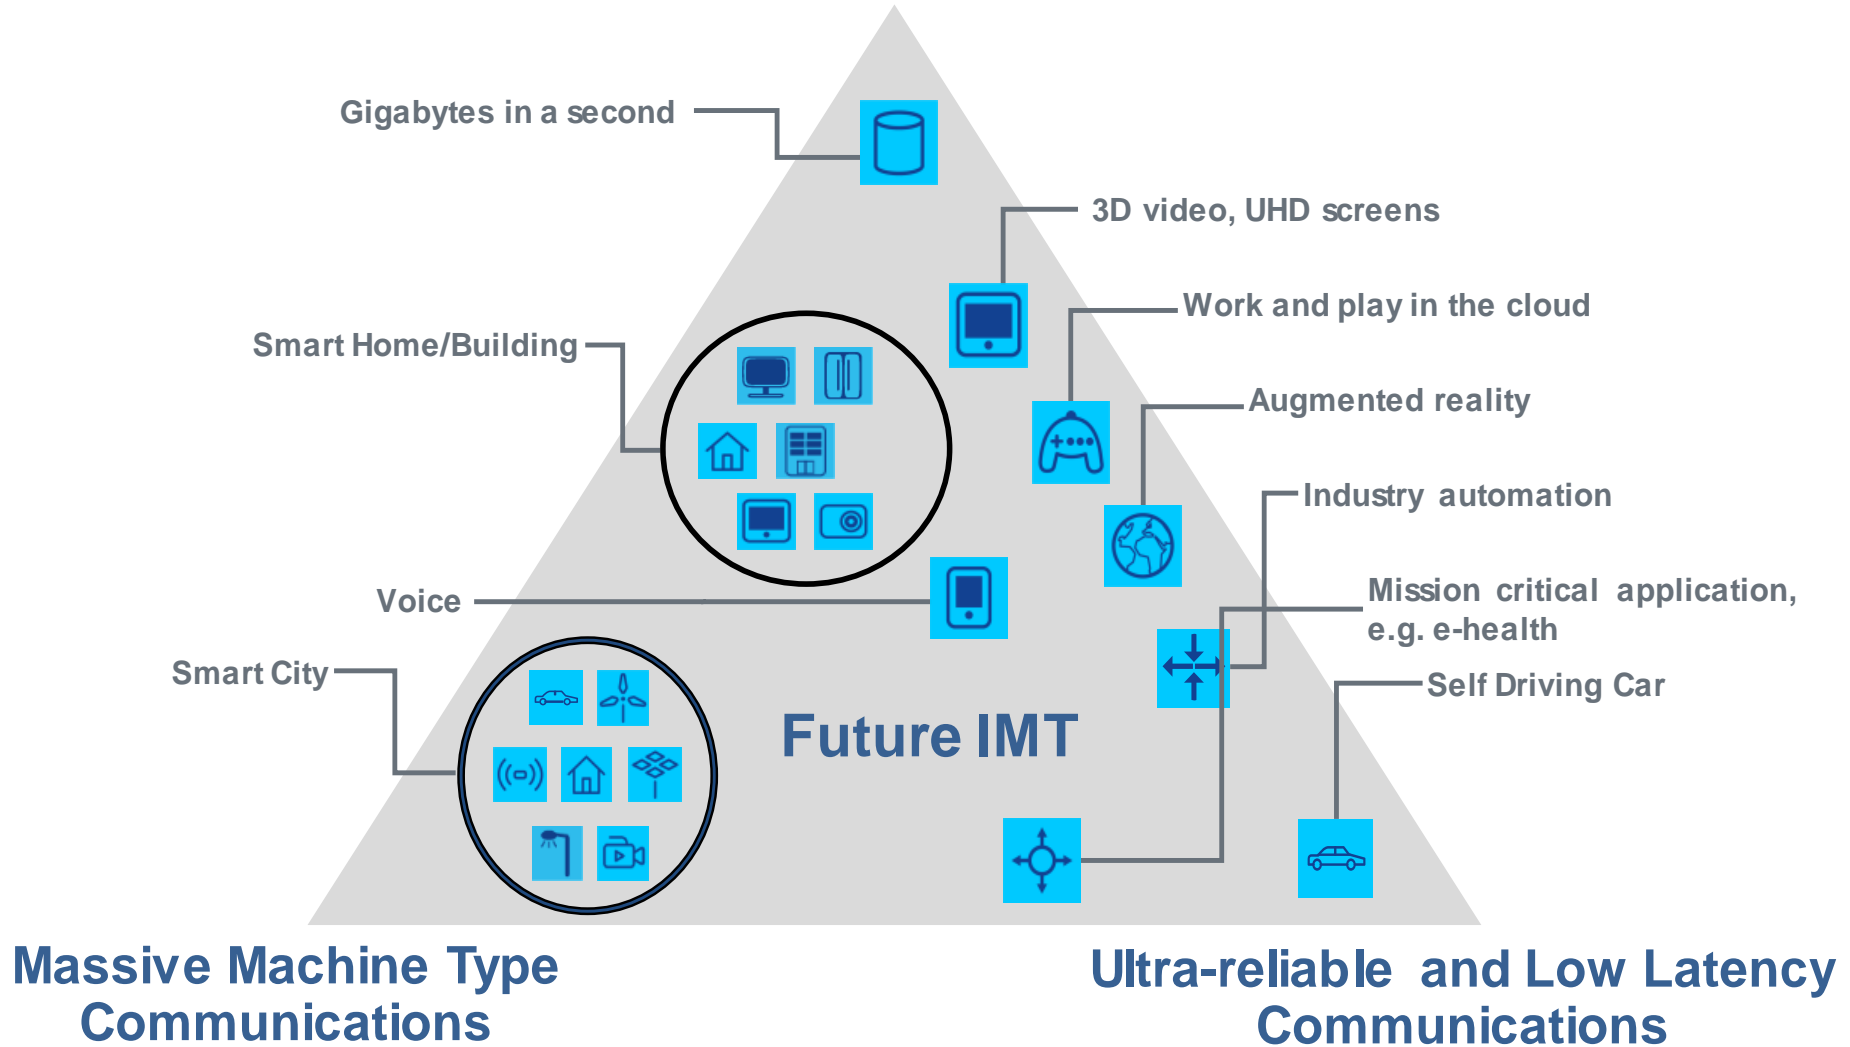 Gigabytes in a second
3D video, UHD screens
Work and play in the cloud
Smart Home/Building
Augmented reality
Industry automation
Mission critical application,
e.g. e-health
Voice
Smart City
Self Driving Car
Future IMT
Massive Machine Type
Communications
Ultra-reliable and Low Latency
Communications